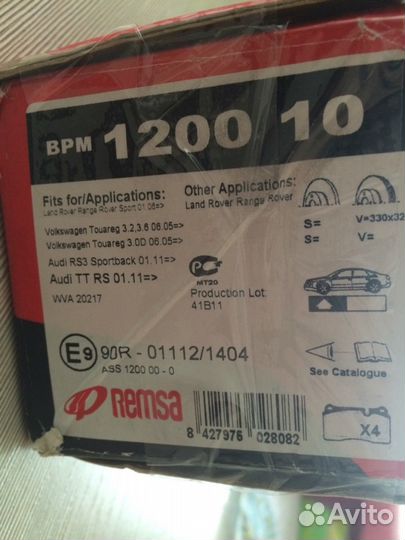 BPM 1200 10
Fits for/Applications:
Land Rover Range Rover Sport 01.06=>
Volkswagen Touareg 3.2,3.6 06.05=>
Volkswagen Touareg 3.0D 06.05=>
Audi RS3 Sportback 01.11=>
Audi TT RS 01.11=>
WVA 20217
Other Applications:
Land Rover Range Rover
S= V=330x32
S= V=
PC
MT20
Production Lot:
41B11
E9 90R - 01112/1404
ASS 1200 00 - 0
See Catalogue
Remsa
8 427976 028082
X4
Avito